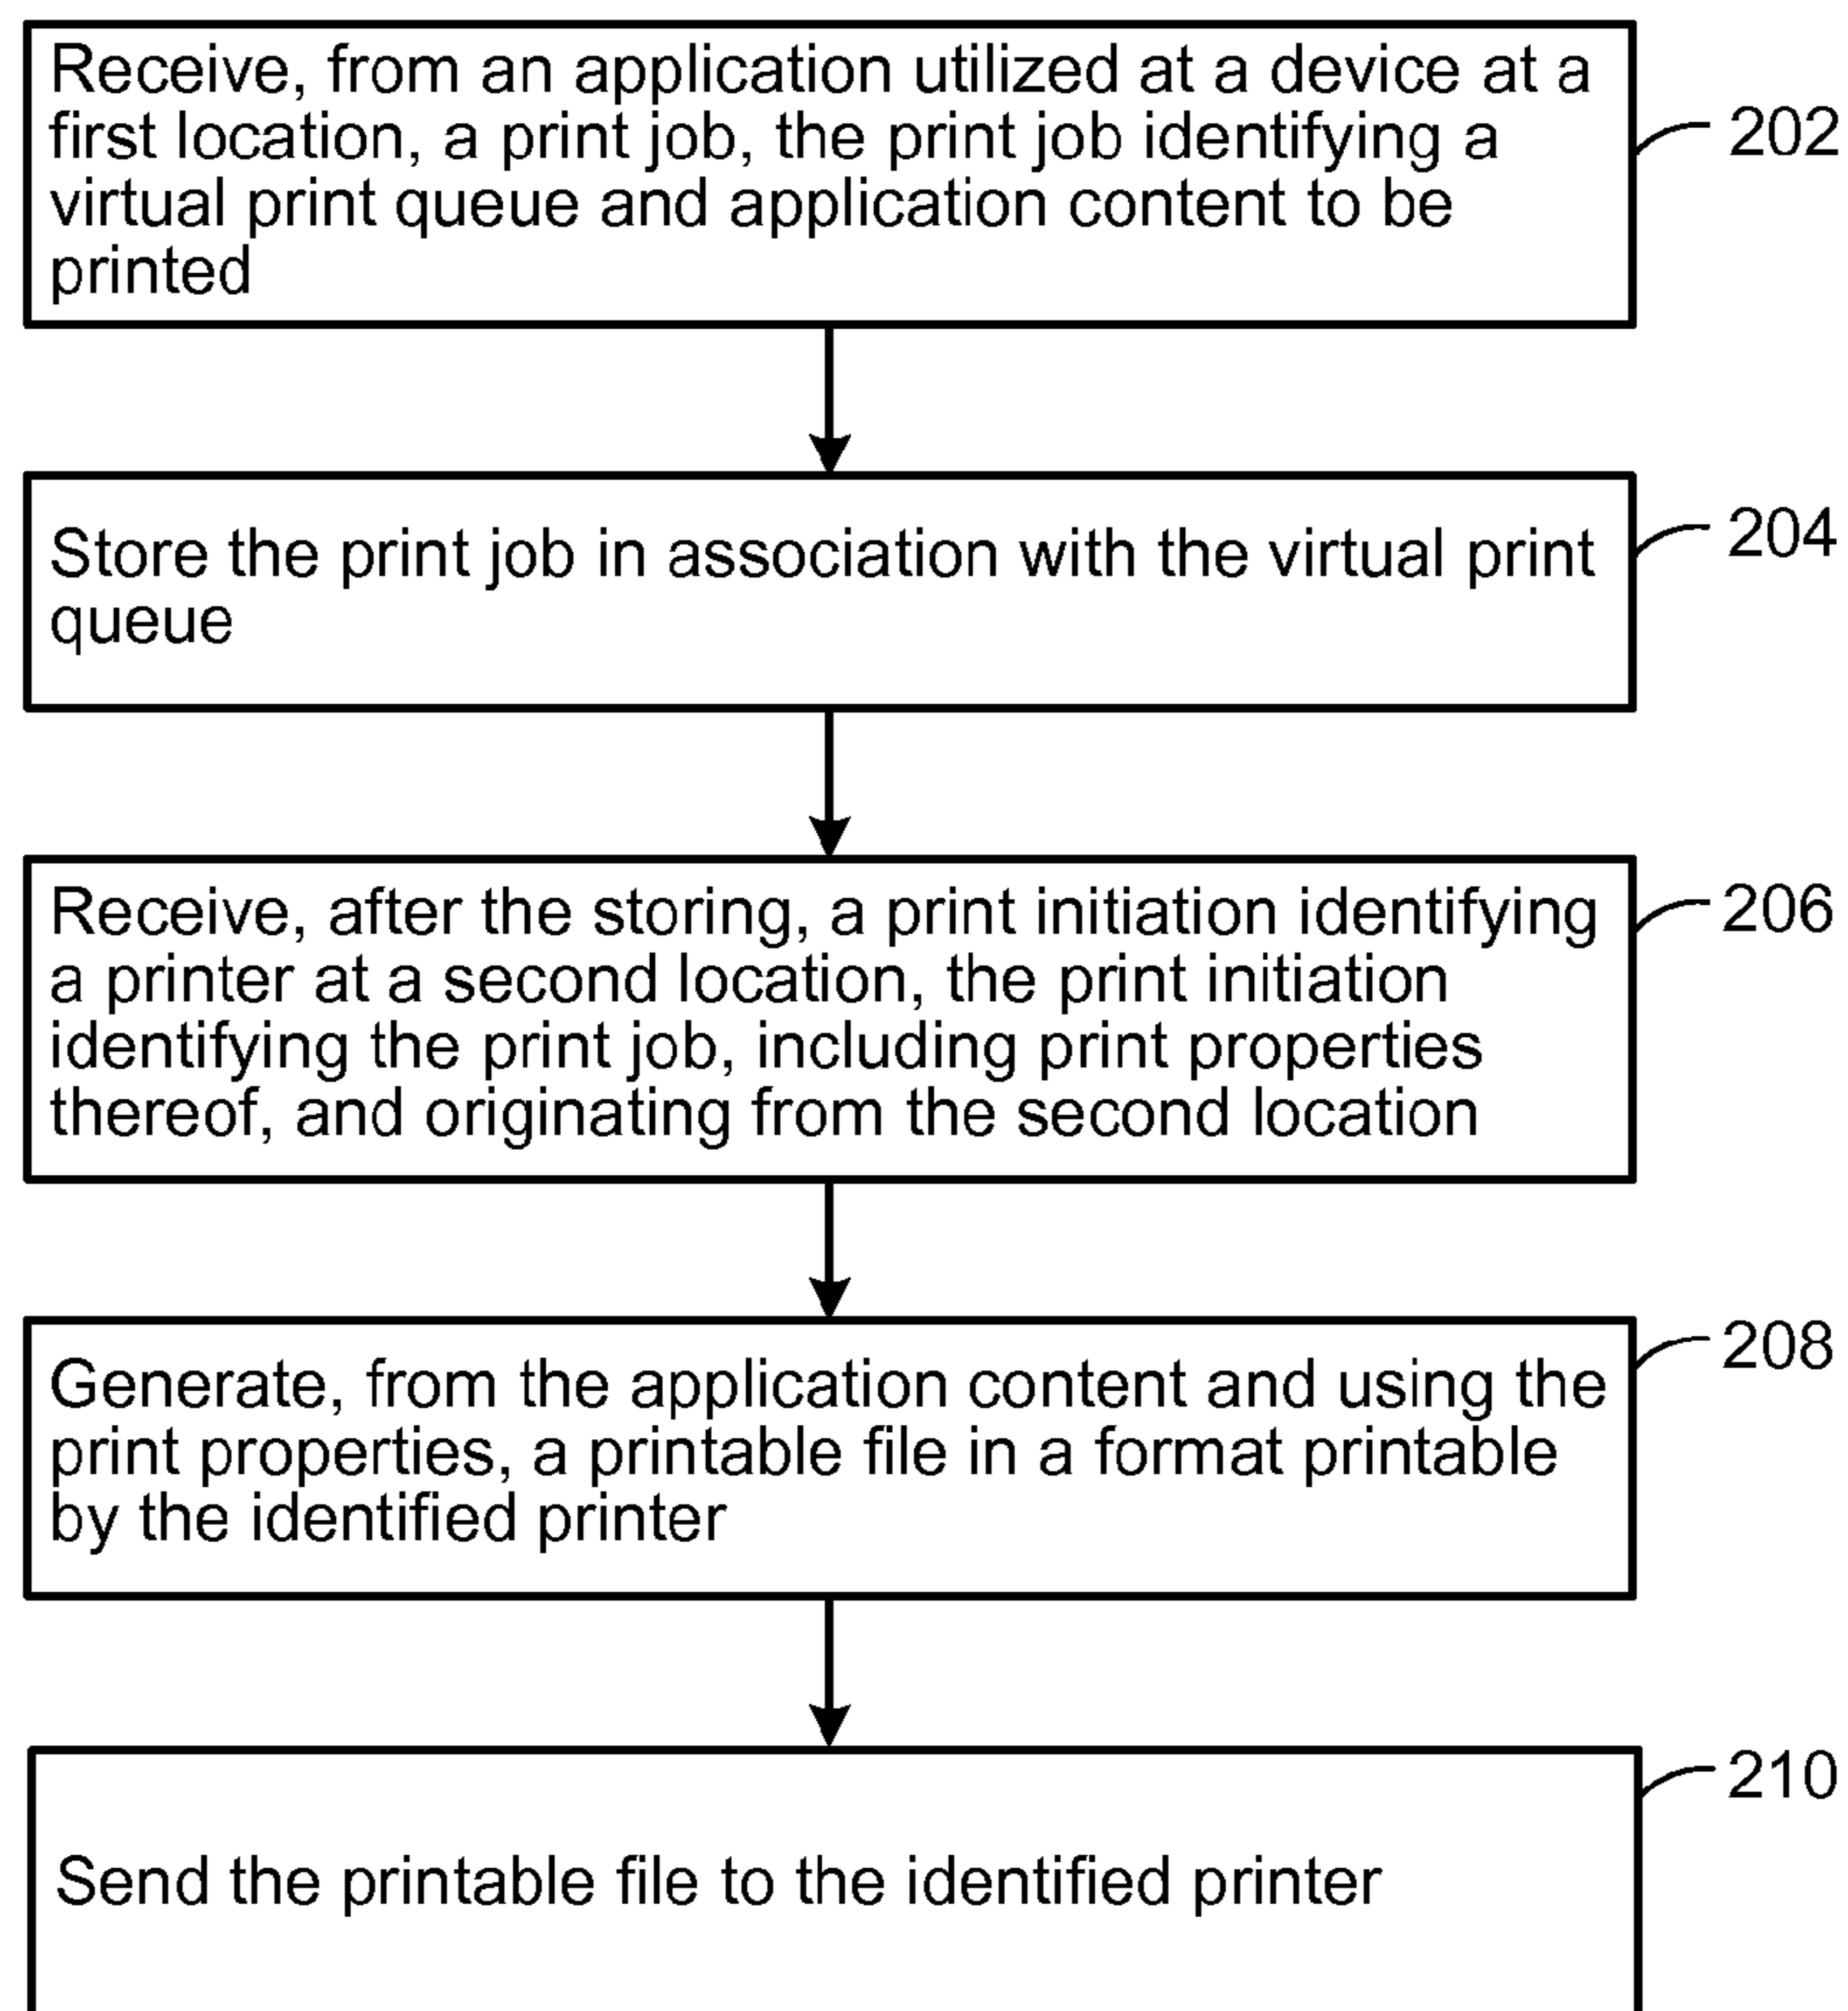 Receive, from an application utilized at a device at a
first location, a print job, the print job identifying a
virtual print queue and application content to be
printed
202
Store the print job in association with the virtual print
queue
204
Receive, after the storing, a print initiation identifying
a printer at a second location, the print initiation
identifying the print job, including print properties
thereof, and originating from the second location
206
Generate, from the application content and using the
print properties, a printable file in a format printable
by the identified printer
208
Send the printable file to the identified printer
210